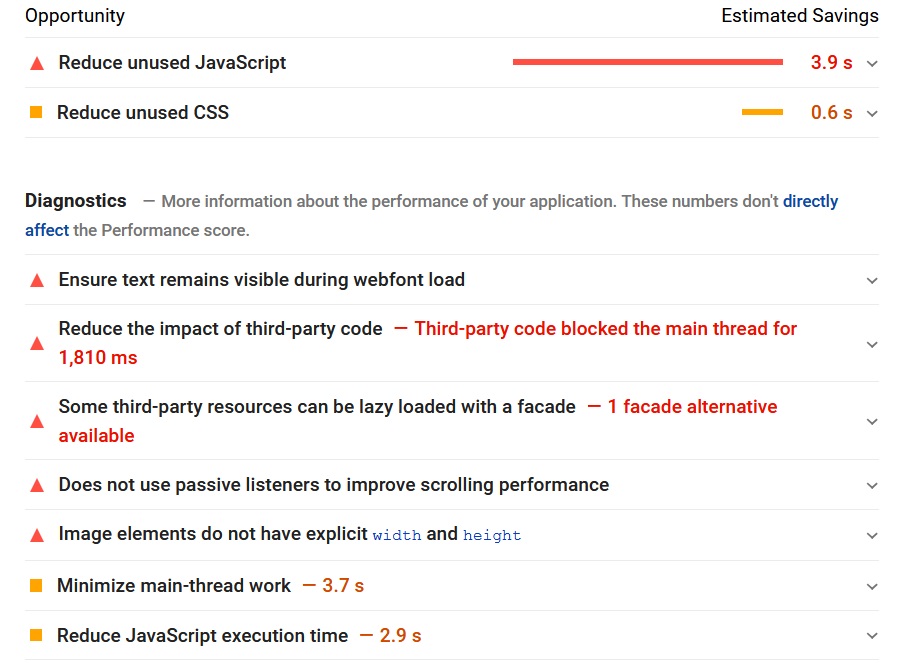 Opportunity Estimated Savings
Reduce unused JavaScript 3.9 s
Reduce unused CSS 0.6 s
Diagnostics — More information about the performance of your application. These numbers don't directly
affect the Performance score.
Ensure text remains visible during webfont load
Reduce the impact of third-party code — Third-party code blocked the main thread for
1,810 ms
Some third-party resources can be lazy loaded with a facade — 1 facade alternative
available
Does not use passive listeners to improve scrolling performance
Image elements do not have explicit width and height
Minimize main-thread work — 3.7 s
Reduce JavaScript execution time — 2.9 s